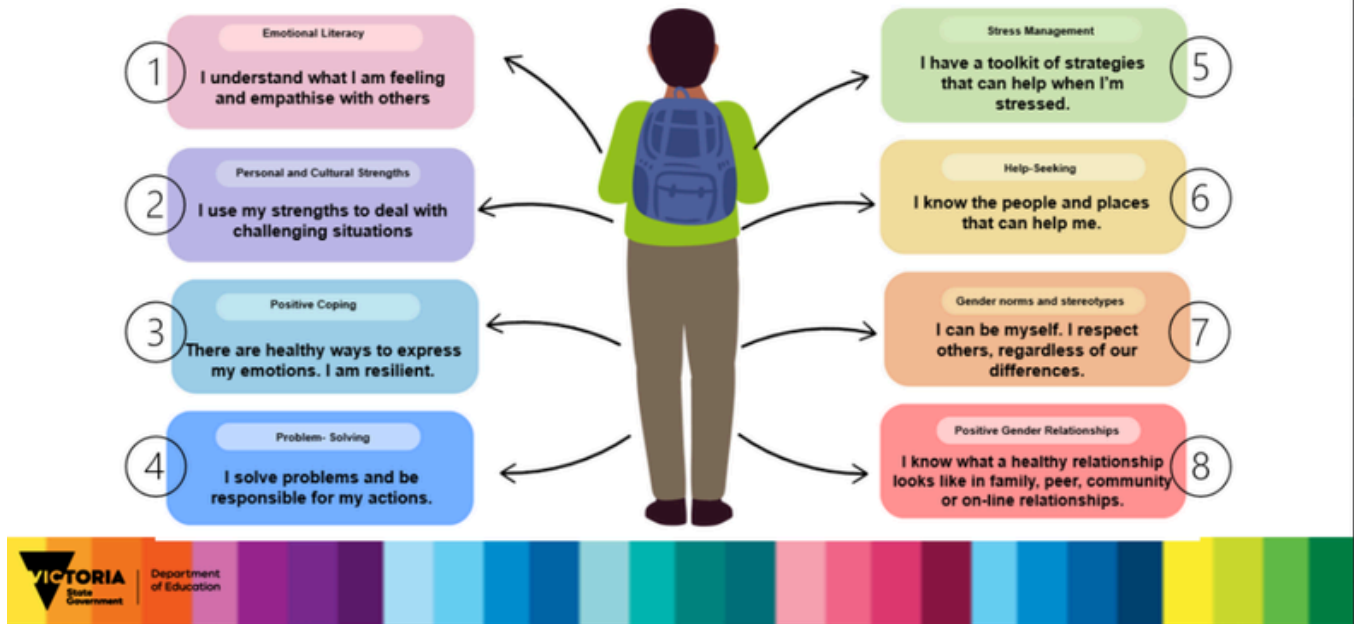 1
Emotional Literacy
I understand what I am feeling
and empathise with others
2
Personal and Cultural Strengths
I use my strengths to deal with
challenging situations
3
Positive Coping
There are healthy ways to express
my emotions. I am resilient.
4
Problem- Solving
I solve problems and be
responsible for my actions.
5
Stress Management
I have a toolkit of strategies
that can help when I'm
stressed.
6
Help-Seeking
I know the people and places
that can help me.
7
Gender norms and stereotypes
I can be myself. I respect
others, regardless of our
differences.
8
Positive Gender Relationships
I know what a healthy relationship
looks like in family, peer, community
or on-line relationships.
VICTORIA
State
Government
Department
of Education